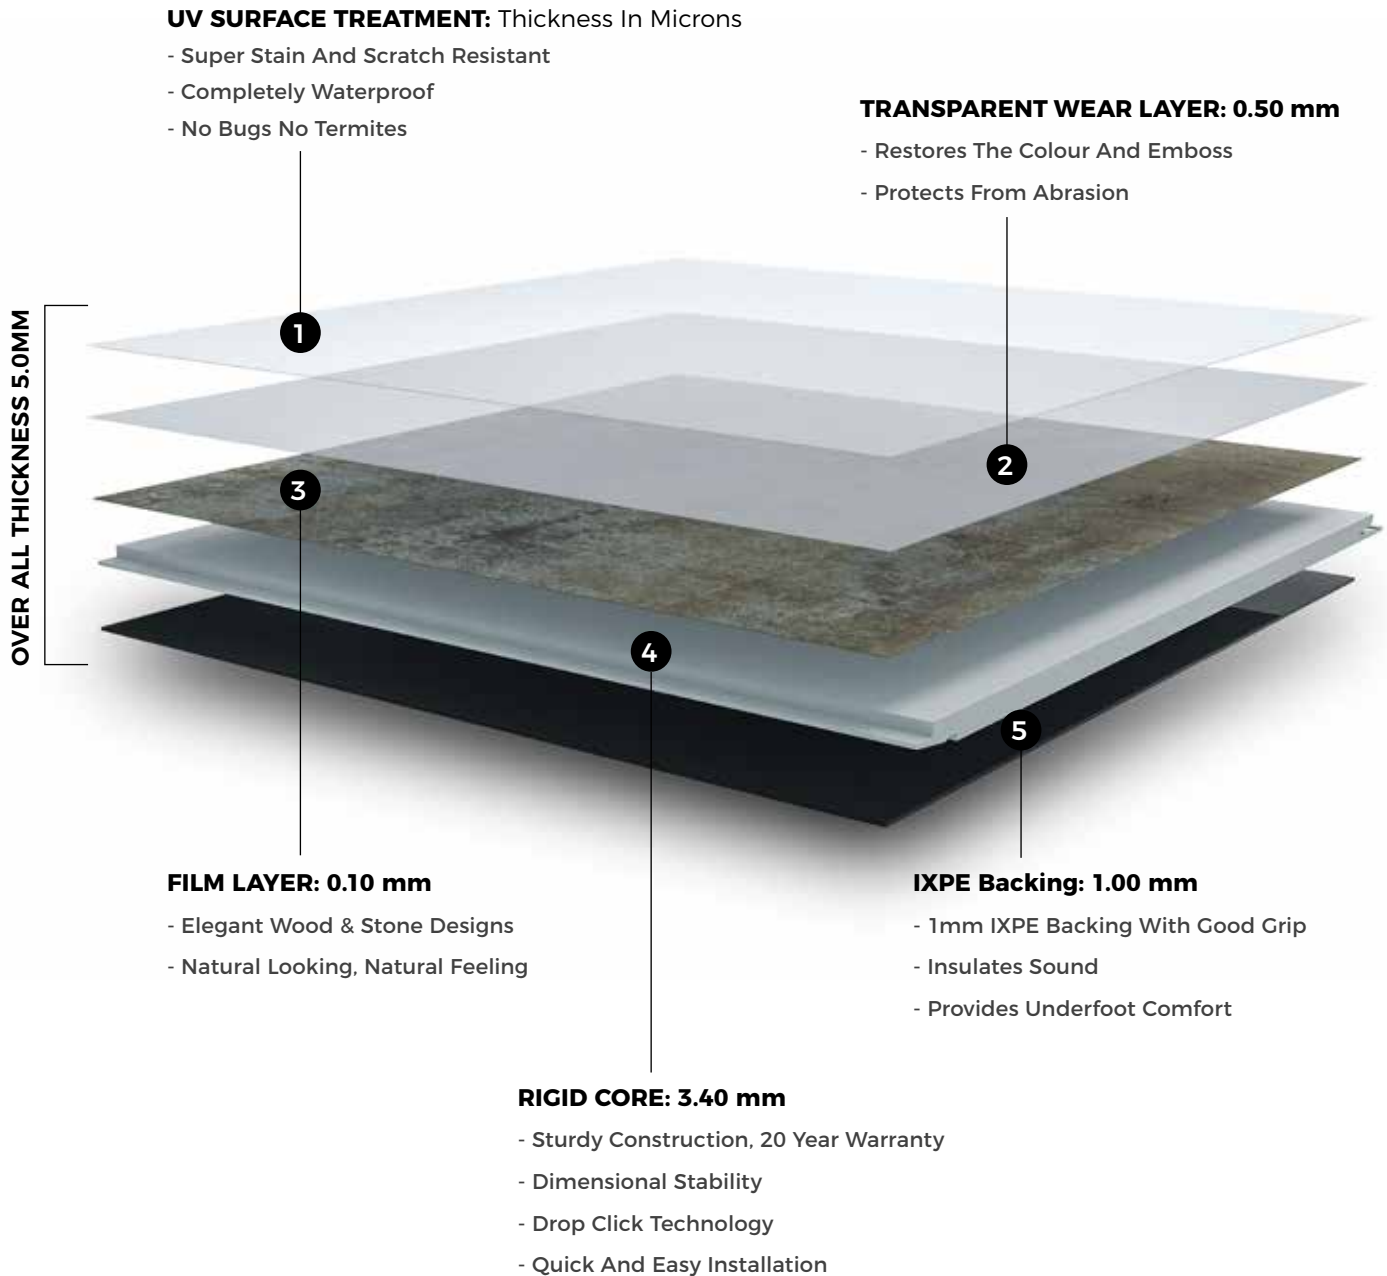 UV SURFACE TREATMENT: Thickness In Microns
- Super Stain And Scratch Resistant
- Completely Waterproof
- No Bugs No Termites
TRANSPARENT WEAR LAYER: 0.50 mm
- Restores The Colour And Emboss
- Protects From Abrasion
OVER ALL THICKNESS 5.0MM
1
2
3
4
5
FILM LAYER: 0.10 mm
- Elegant Wood & Stone Designs
- Natural Looking, Natural Feeling
IXPE Backing: 1.00 mm
- 1mm IXPE Backing With Good Grip
- Insulates Sound
- Provides Underfoot Comfort
RIGID CORE: 3.40 mm
- Sturdy Construction, 20 Year Warranty
- Dimensional Stability
- Drop Click Technology
- Quick And Easy Installation